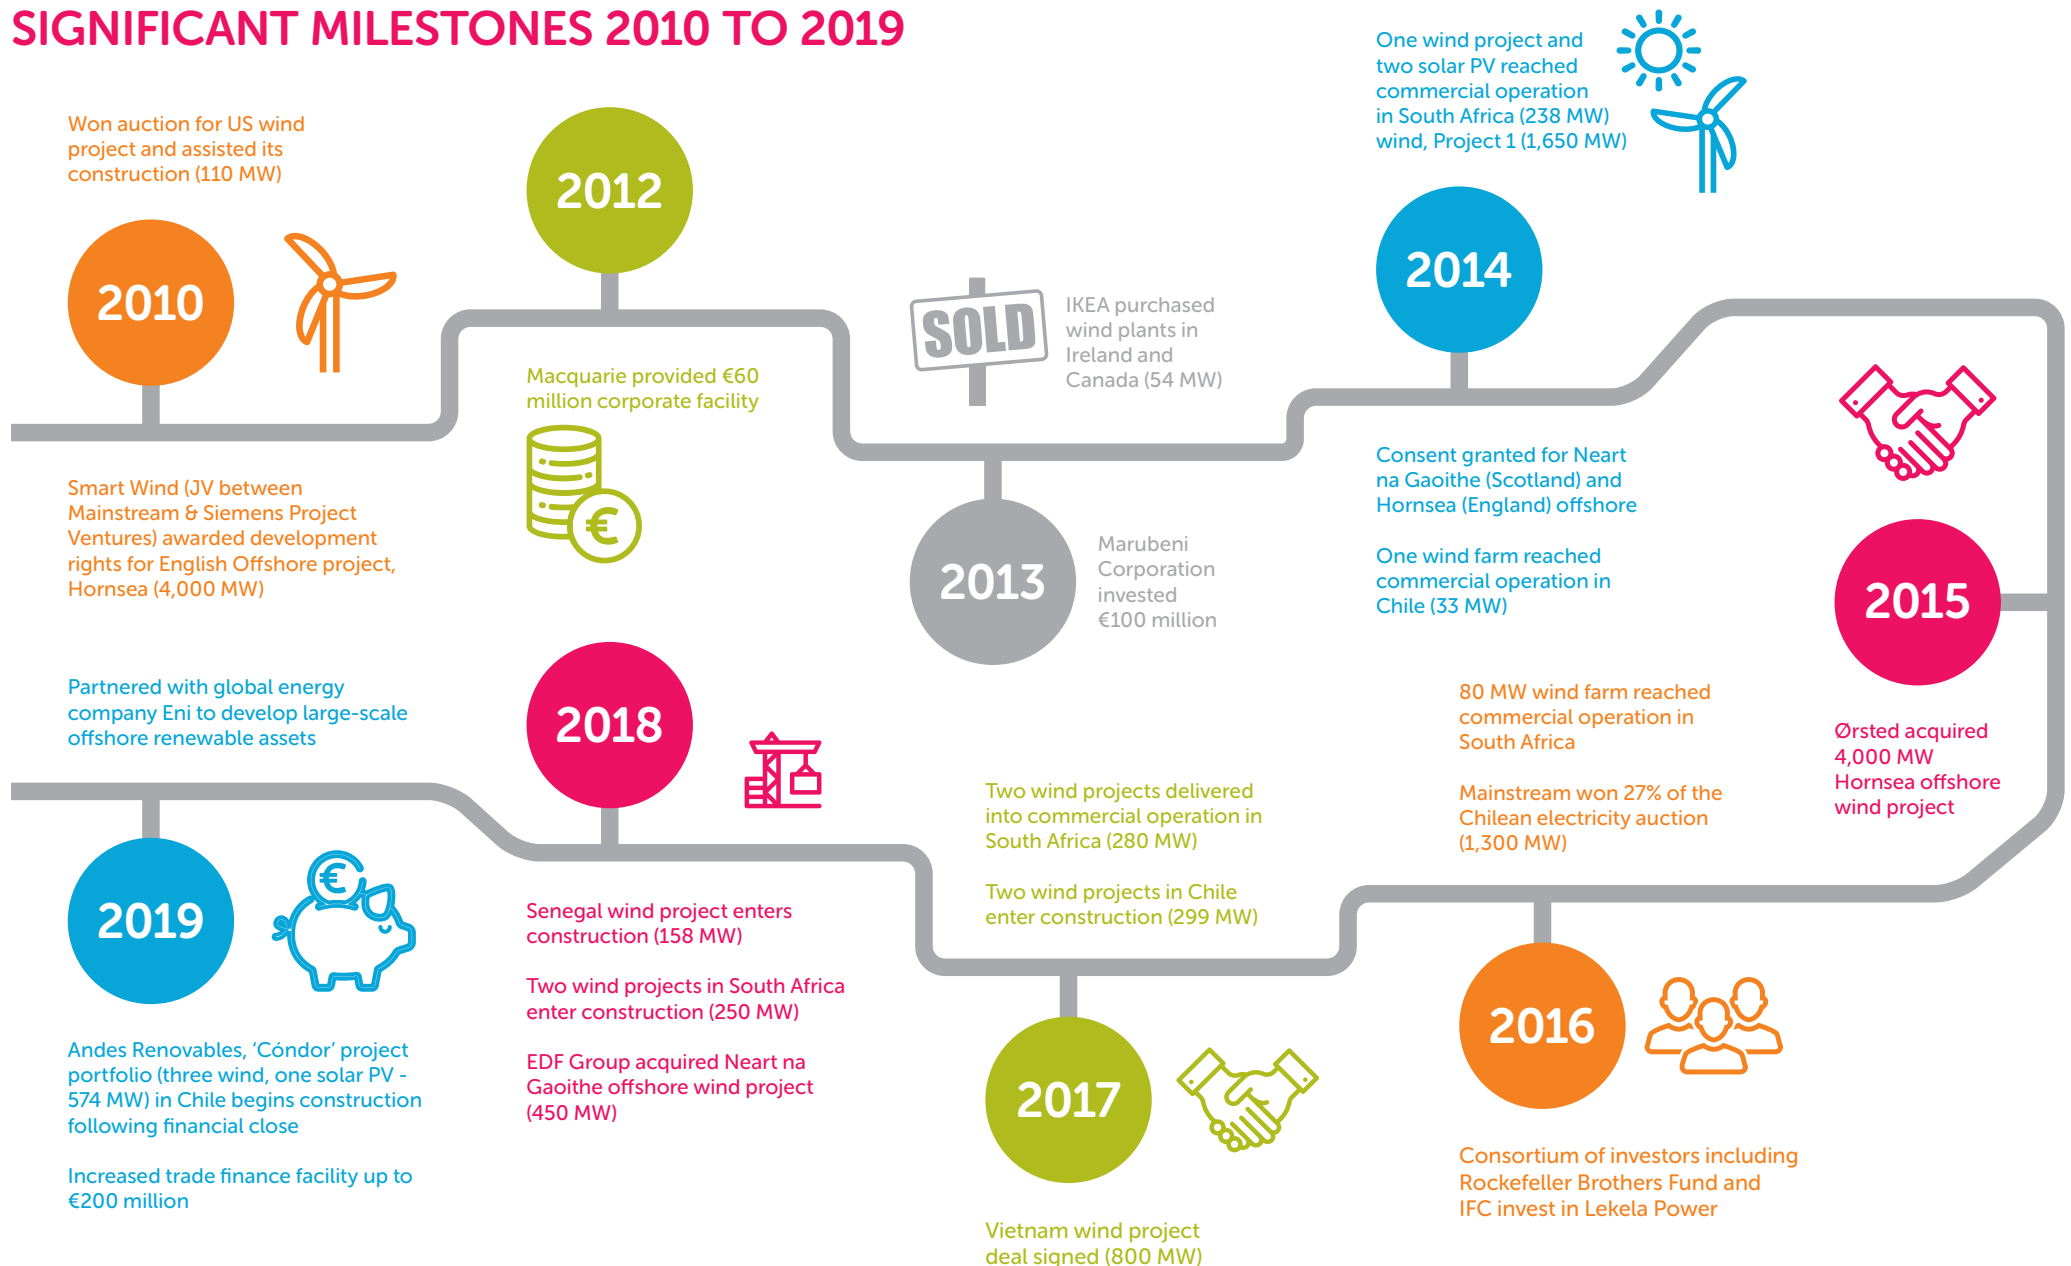 SIGNIFICANT MILESTONES 2010 TO 2019
Won auction for US wind
project and assisted its
construction (110 MW)
2010
Smart Wind (JV between
Mainstream & Siemens Project
Ventures) awarded development
rights for English Offshore project,
Hornsea (4,000 MW)
2012
Macquarie provided €60
million corporate facility
€
SOLD
IKEA purchased
wind plants in
Ireland and
Canada (54 MW)
2013
Marubeni
Corporation
invested
€100 million
One wind project and
two solar PV reached
commercial operation
in South Africa (238 MW)
wind, Project 1 (1,650 MW)
2014
Consent granted for Neart
na Gaoithe (Scotland) and
Hornsea (England) offshore
One wind farm reached
commercial operation in
Chile (33 MW)
2015
Ørsted acquired
4,000 MW
Hornsea offshore
wind project
80 MW wind farm reached
commercial operation in
South Africa
Mainstream won 27% of the
Chilean electricity auction
(1,300 MW)
2016
Consortium of investors including
Rockefeller Brothers Fund and
IFC invest in Lekela Power
Two wind projects delivered
into commercial operation in
South Africa (280 MW)
Two wind projects in Chile
enter construction (299 MW)
2017
Vietnam wind project
deal signed (800 MW)
2018
Senegal wind project enters
construction (158 MW)
Two wind projects in South Africa
enter construction (250 MW)
EDF Group acquired Neart na
Gaoithe offshore wind project
(450 MW)
Partnered with global energy
company Eni to develop large-scale
offshore renewable assets
2019
€
Andes Renovables, ‘Cóndor’ project
portfolio (three wind, one solar PV -
574 MW) in Chile begins construction
following financial close
Increased trade finance facility up to
€200 million